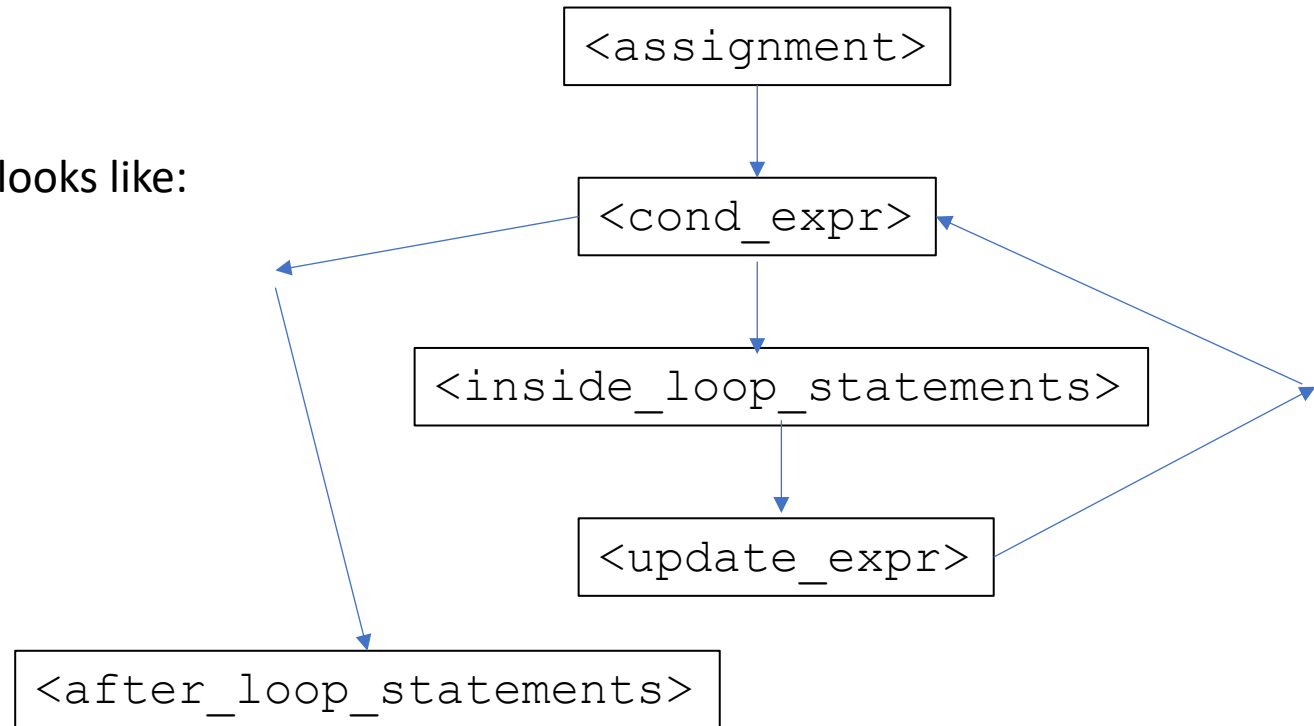 <assignment>
looks like:
<cond_expr>
<inside_loop_statements>
<update_expr>
<after_loop_statements>